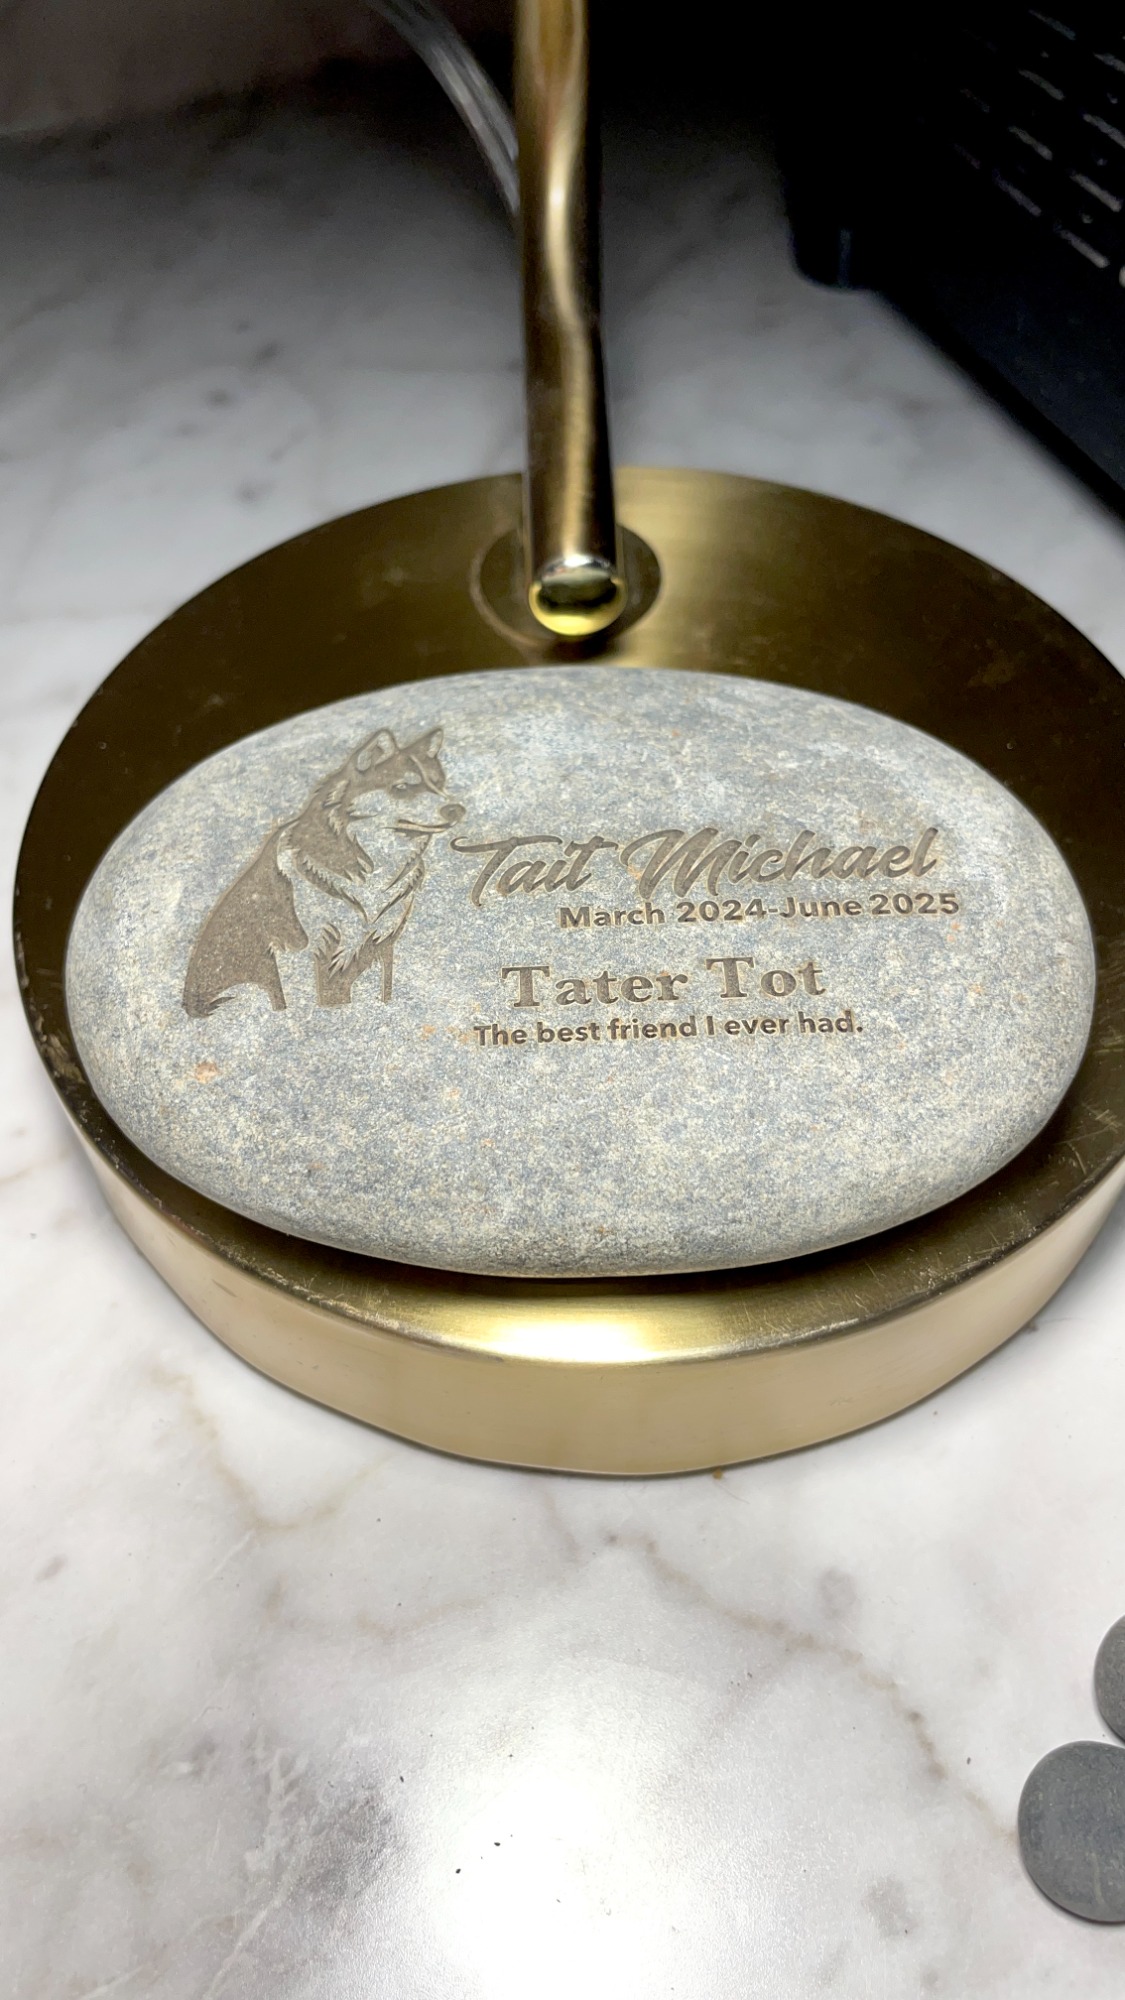 Tait Michael
March 2024-June 2025
Tater Tot
The best friend I ever had.